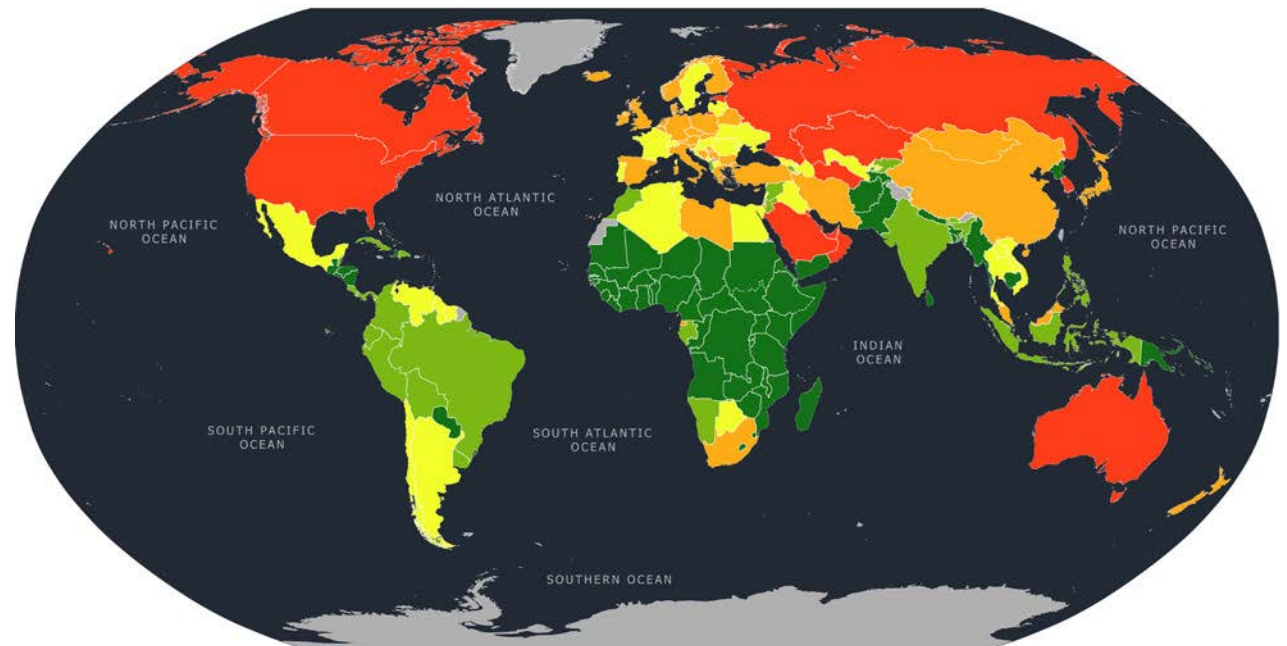 NORTH ATLANTIC
OCEAN
NORTH PACIFIC
OCEAN
NORTH PACIFIC
OCEAN
INDIAN
OCEAN
SOUTH PACIFIC
OCEAN
SOUTH ATLANTIC
OCEAN
SOUTHERN OCEAN